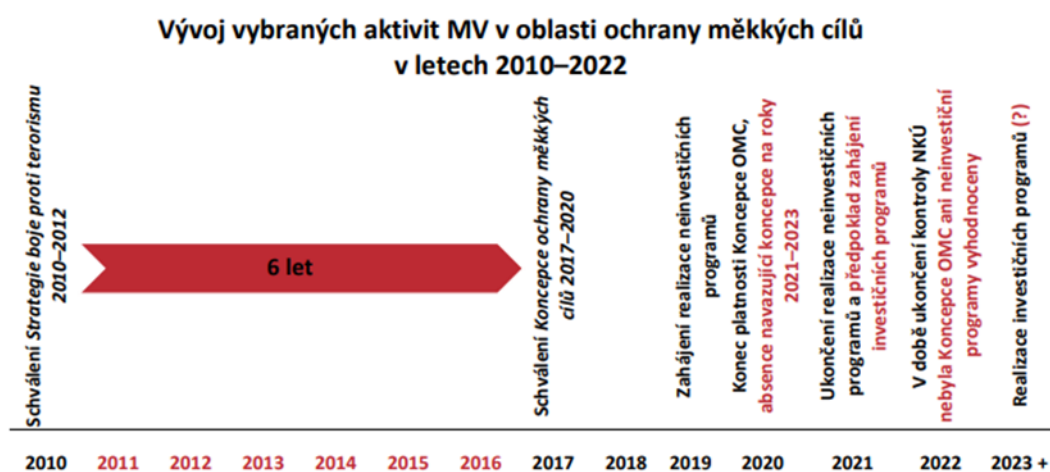 Vývoj vybraných aktivit MV v oblasti ochrany měkkých cílů
v letech 2010–2022
Schválení Strategie boje proti terorismu
2010–2012
6 let
Schválení Koncepce ochrany měkkých
cílů 2017–2020
Zahájení realizace neinvestičních
programů
Konec platnosti Koncepce OMC,
absence navazující koncepce na roky
2021–2023
Ukončení realizace neinvestičních
programů a předpoklad zahájení
investičních programů
V době ukončení kontroly NKÚ
nebyla Koncepce OMC ani neinvestiční
programy vyhodnoceny
Realizace investičních programů (?)
2010 2011 2012 2013 2014 2015 2016 2017 2018 2019 2020 2021 2022 2023 +